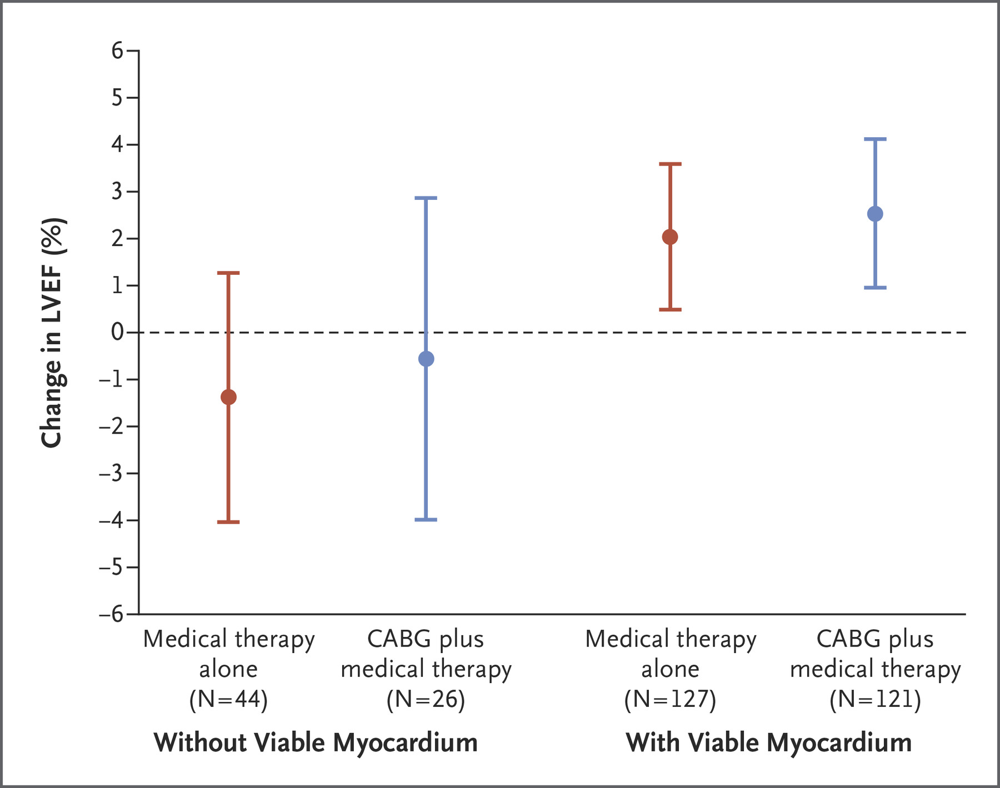 Change in LVEF (%)
6
5
4
3
2
1
0
–1
–2
–3
–4
–5
–6
Medical therapy
alone
(N=44)
CABG plus
medical therapy
(N=26)
Medical therapy
alone
(N=127)
CABG plus
medical therapy
(N=121)
Without Viable Myocardium
With Viable Myocardium